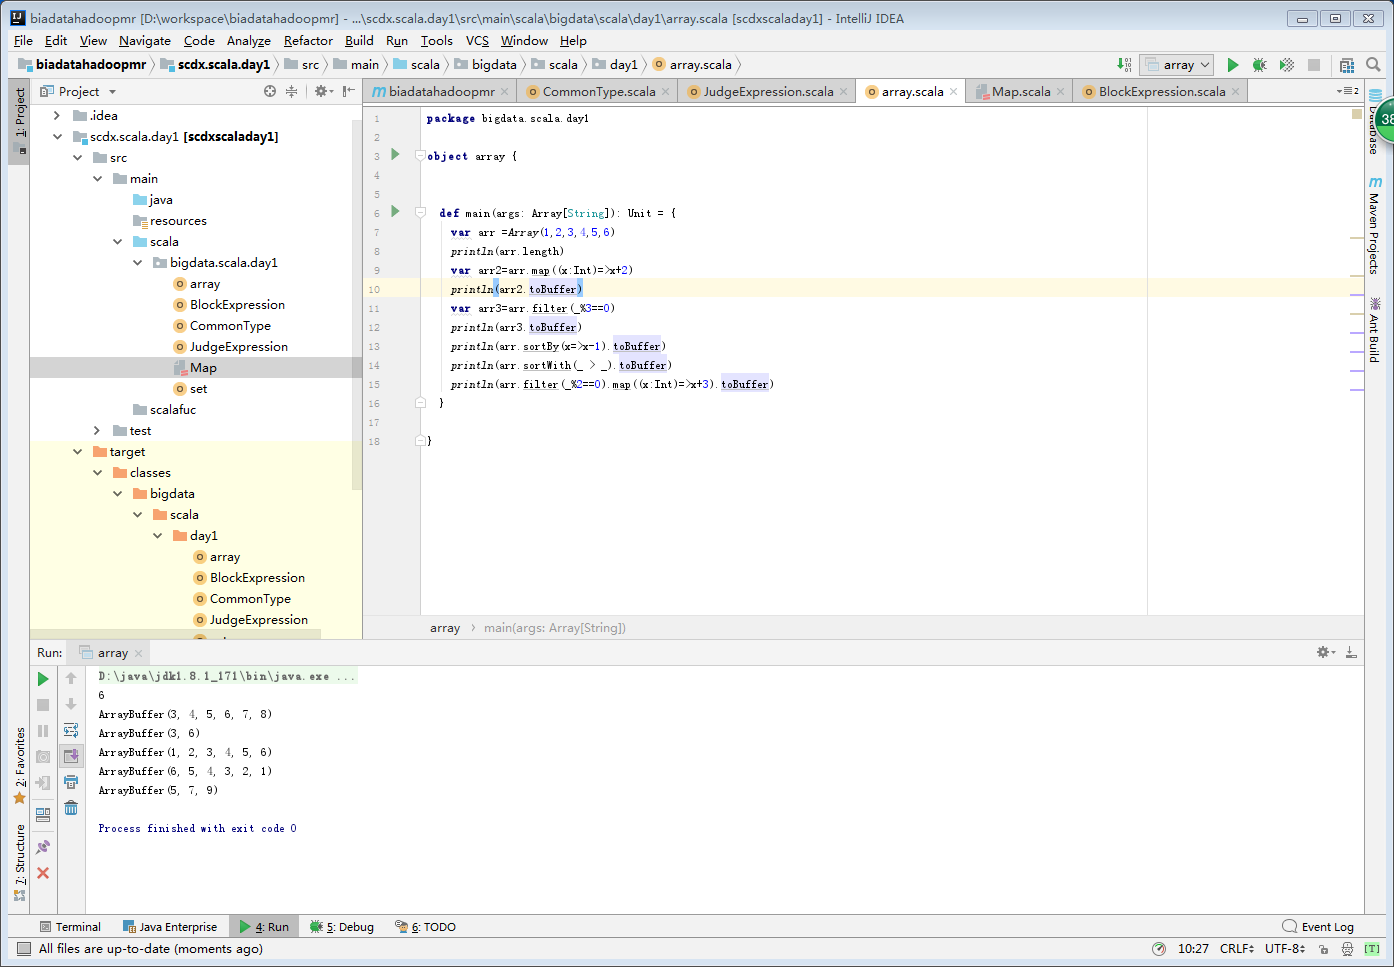 biadatahadoopmr [D:\workspace\biadatahadoopmr] - ...\scdx.scala.day1\src\main\scala\bigdata\scala\day1\array.scala [scdxscaladay1] - IntelliJ IDEA
File Edit View Navigate Code Analyze Refactor Build Run Tools VCS Window Help
biadatahadoopmr scdx.scala.day1 src main scala bigdata scala day1 array.scala array
Project
biadatahadoopmr CommonType.scala JudgeExpression.scala array.scala Map.scala BlockExpression.scala 2
1: Project
.idea
scdx.scala.day1 [scdxscaladay1]
src
main
java
resources
scala
bigdata.scala.day1
array
BlockExpression
CommonType
JudgeExpression
Map
set
scalafuc
test
target
classes
bigdata
scala
day1
array
BlockExpression
CommonType
JudgeExpression
1 package bigdata.scala.day1
2
3 object array {
4
5
6 def main(args: Array[String]): Unit = {
7 var arr =Array(1,2,3,4,5,6)
8 println(arr.length)
9 var arr2=arr.map((x:Int)=>x+2)
10 println(arr2.toBuffer)
11 var arr3=arr.filter(_%3==0)
12 println(arr3.toBuffer)
13 println(arr.sortBy(x=>x-1).toBuffer)
14 println(arr.sortWith(_ > _).toBuffer)
15 println(arr.filter(_%2==0).map((x:Int)=>x+3).toBuffer)
16 }
17
18 }
array main(args: Array[String])
38
DataBase
Maven Projects
Ant Build
Run: array
D:\java\jdk1.8.1_171\bin\java.exe ...
6
ArrayBuffer(3, 4, 5, 6, 7, 8)
ArrayBuffer(3, 6)
ArrayBuffer(1, 2, 3, 4, 5, 6)
ArrayBuffer(6, 5, 4, 3, 2, 1)
ArrayBuffer(5, 7, 9)
Process finished with exit code 0
2: Favorites
7: Structure
Terminal Java Enterprise 4: Run 5: Debug 6: TODO Event Log
All files are up-to-date (moments ago) 10:27 CRLF UTF-8 [T]